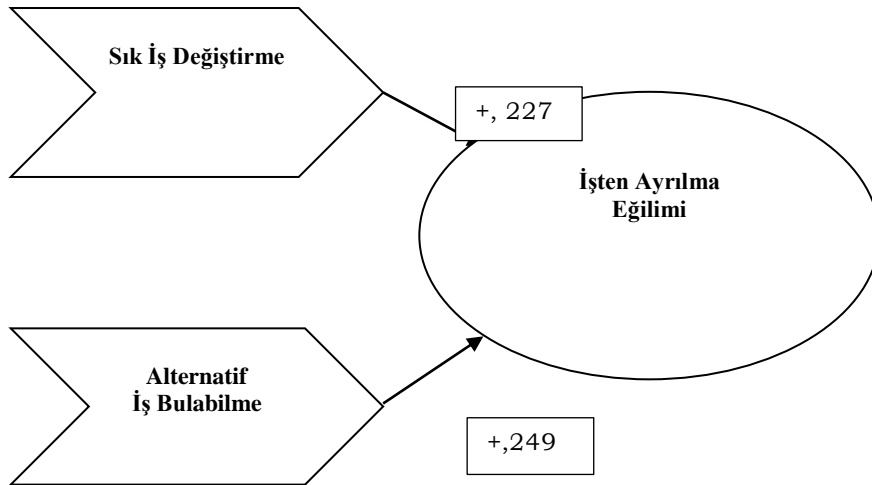 Sık İş Değiştirme
+, 227
İşten Ayrılma
Eğilimi
Alternatif
İş Bulabilme
+,249